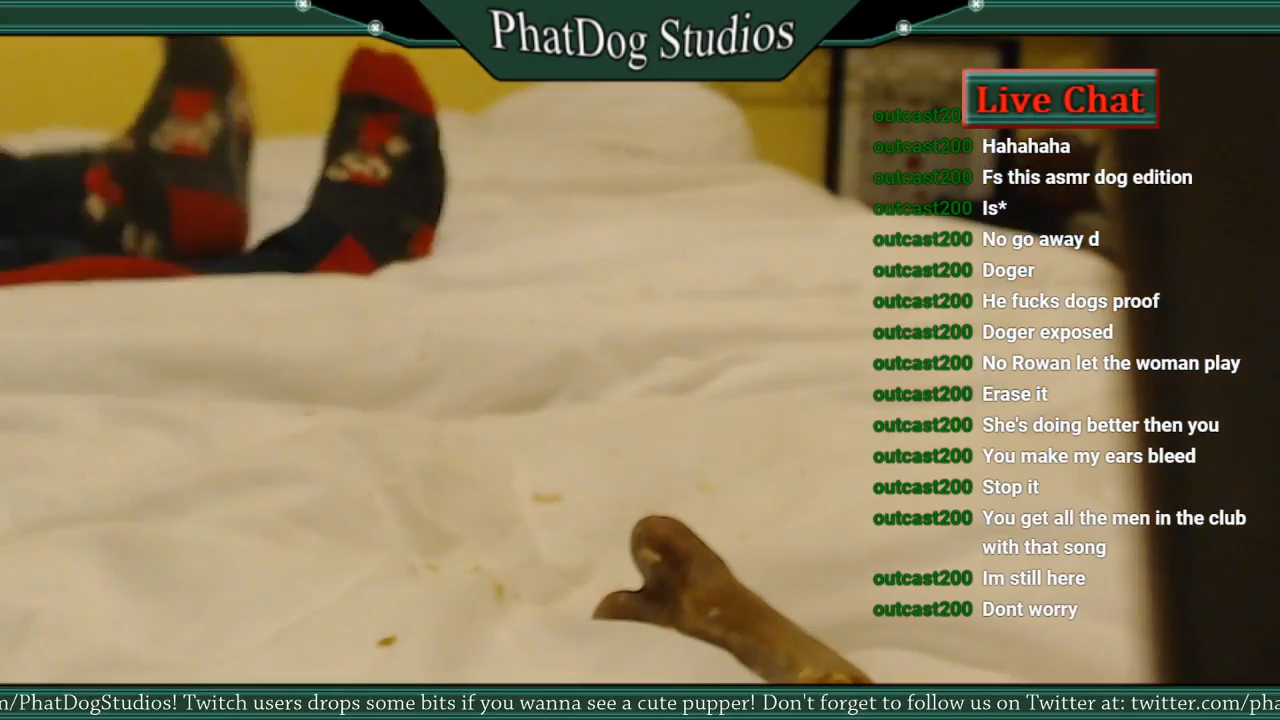 PhatDog Studios
Live Chat
outcast20
outcast200 Hahahaha
outcast200 Fs this asmr dog edition
outcast200 Is*
outcast200 No go away d
outcast200 Doger
outcast200 He fucks dogs proof
outcast200 Doger exposed
outcast200 No Rowan let the woman play
outcast200 Erase it
outcast200 She's doing better then you
outcast200 You make my ears bleed
outcast200 Stop it
outcast200 You get all the men in the club
with that song
outcast200 Im still here
outcast200 Dont worry
n/PhatDogStudios! Twitch users drops some bits if you wanna see a cute pupper! Don't forget to follow us on Twitter at: twitter.com/pha